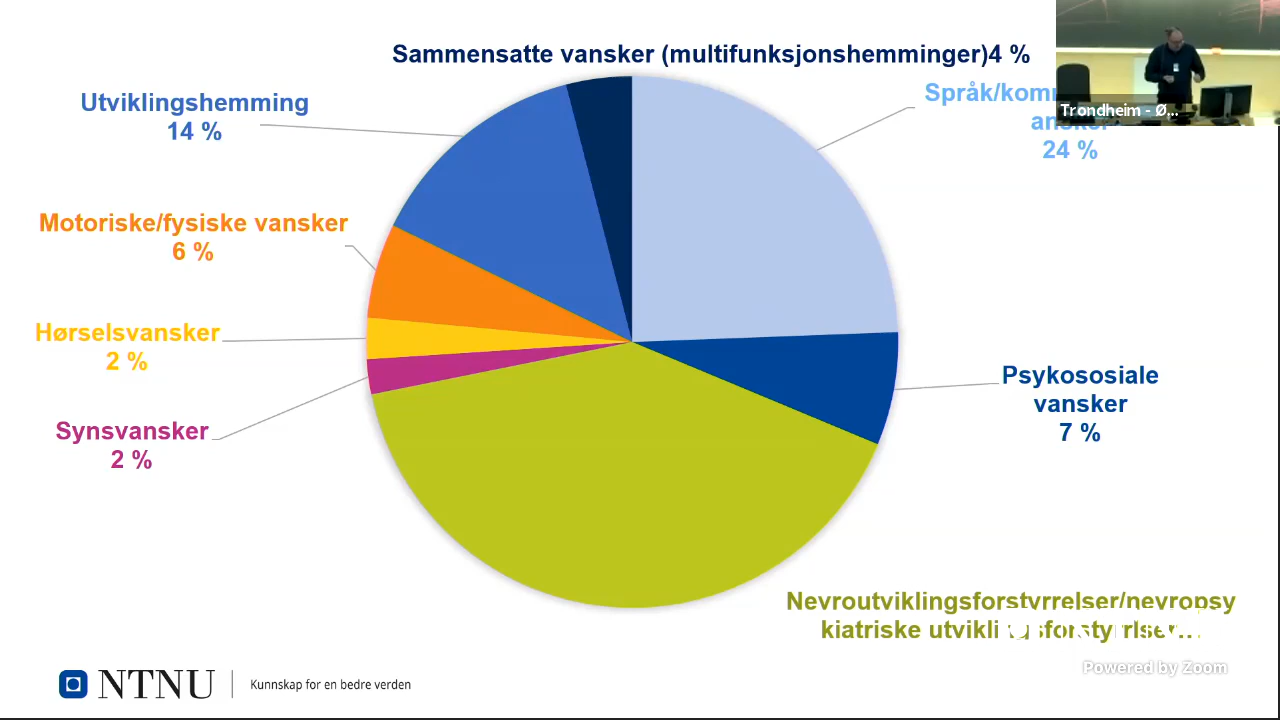 Sammensatte vansker (multifunksjonshemminger)4 %
Utviklingshemming
14 %
Språk/kom
24 %
Trondheim - Ø...
Motoriske/fysiske vansker
6 %
Hørselsvansker
2 %
Psykososiale
vansker
7 %
Synsvansker
2 %
Nevroutviklingsforstyrrelser/nevropsy
kiatriske
NTNU
Kunnskap for en bedre verden
Powered by Zoom